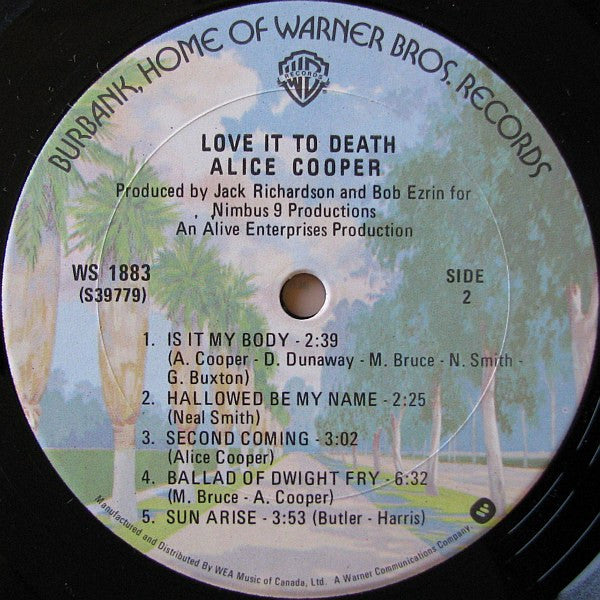 BURBANK, HOME OF WARNER BROS. RECORDS
RECORDS
LOVE IT TO DEATH
ALICE COOPER
Produced by Jack Richardson and Bob Ezrin for
Nimbus 9 Productions
An Alive Enterprises Production
WS 1883
(S39779)
SIDE
2
1. IS IT MY BODY - 2:39
(A. Cooper - D. Dunaway - M. Bruce - N. Smith -
G. Buxton)
2. HALLOWED BE MY NAME - 2:25
(Neal Smith)
3. SECOND COMING - 3:02
(Alice Cooper)
4. BALLAD OF DWIGHT FRY - 6:32
(M. Bruce - A. Cooper)
5. SUN ARISE - 3:53 (Butler - Harris)
Manufactured and Distributed By WEA Music of Canada, Ltd. A Warner Communications Company.